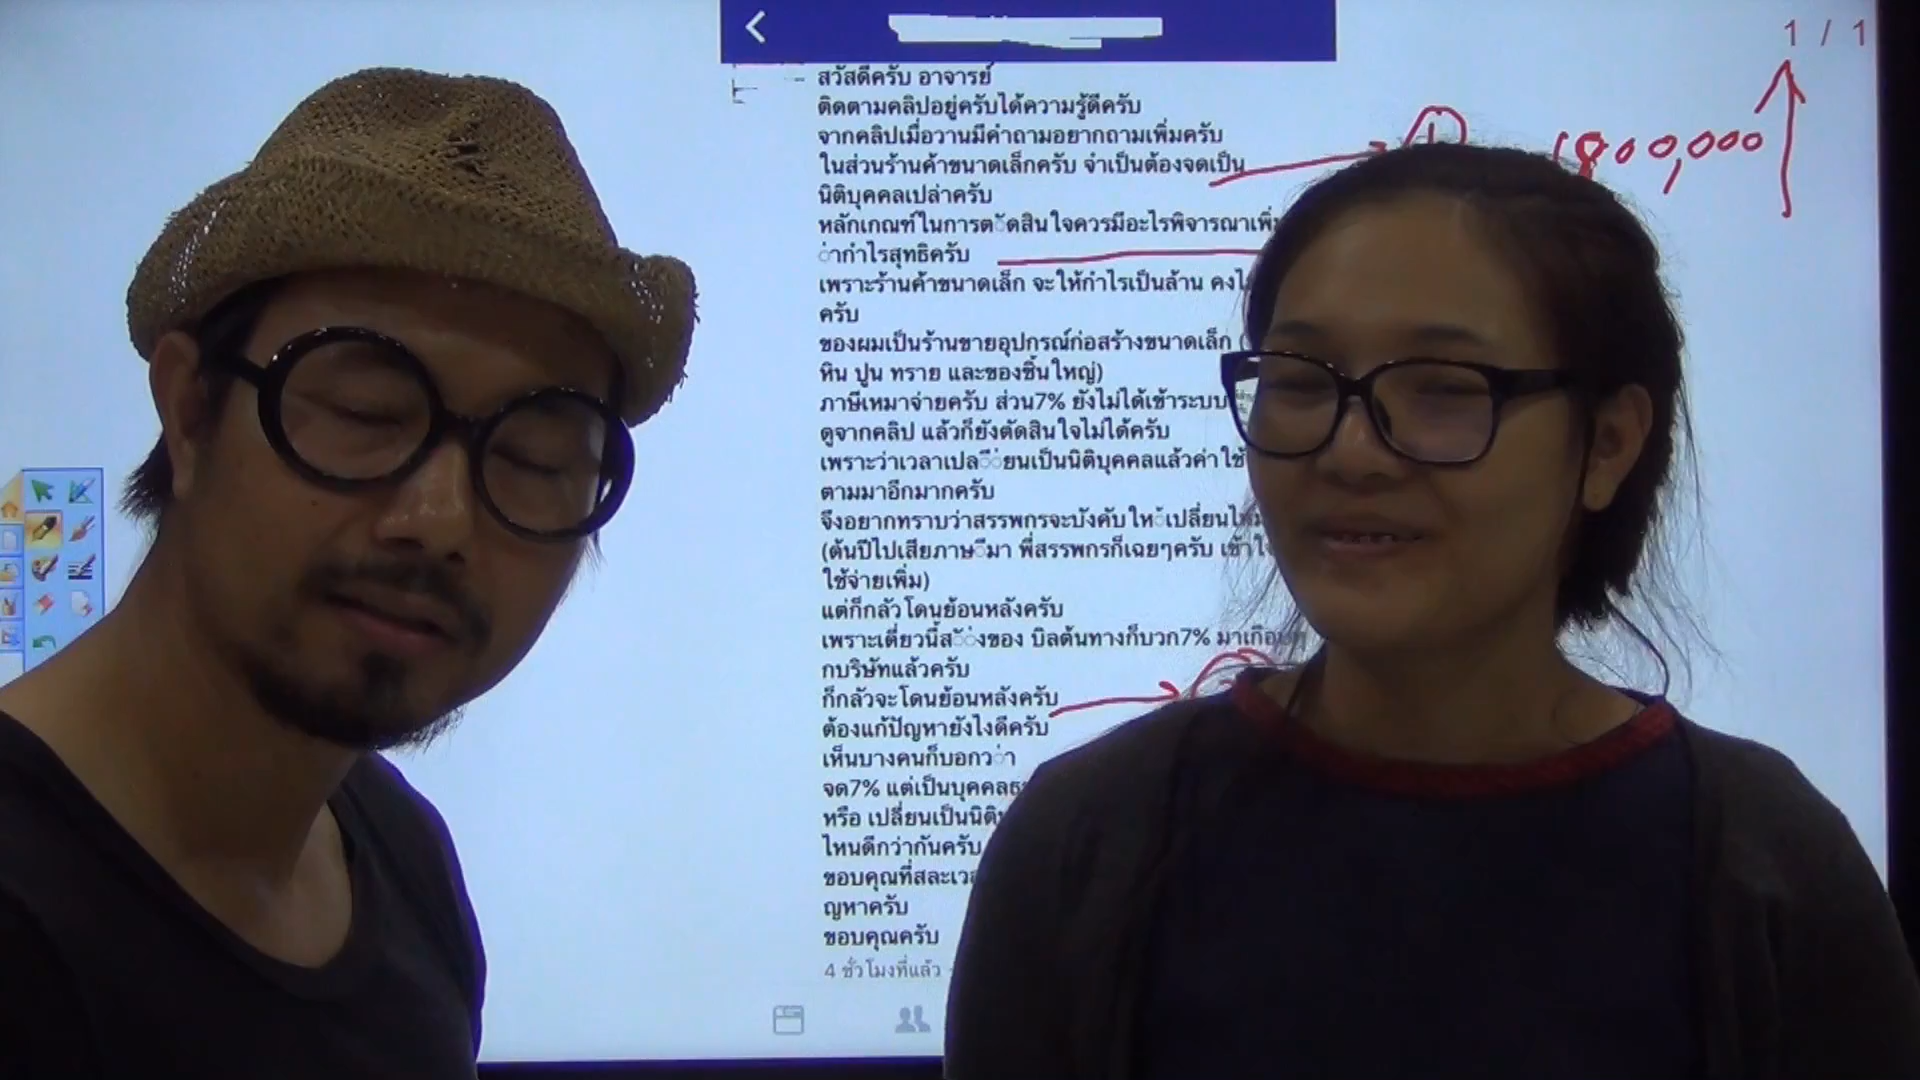 1 / 1
สวัสดีครับ อาจารย์
ติดตามคลิปอยู่ครับได้ความรู้ดีครับ
จากคลิปเมื่อวานมีคำถามอยากถามเพิ่มครับ
1800,000
ในส่วนร้านค้าขนาดเล็กครับ จำเป็นต้องจดเป็น
นิติบุคคลเปล่าครับ
หลักเกณฑ์ในการตัดสินใจควรมีอะไรพิจารณาเพิ่
่ากำไรสุทธิครับ
เพราะร้านค้าขนาดเล็ก จะให้กำไรเป็นล้าน
ครับ
ของผมเป็นร้านขายอุปกรณ์ก่อสร้างขนาดเล็ก (
หิน ปูน ทราย และของชิ้นใหญ่)
ภาษีเหมาจ่ายครับ ส่วน7% ยังไม่ได้เข้าระบบ
ดูจากคลิป แล้วก็ยังตัดสินใจไม่ได้ครับ
เพราะว่าเวลาเปลี่ยนเป็นนิติบุคคลแล้วค่าใช้
ตามมาอีกมากครับ
จึงอยากทราบว่าสรรพกรจะบังคับให้เปลี่ยนไหม
(ต้นปีไปเสียภาษีมา พี่สรรพกรก็เฉยๆครับ เข้าใ
ใช้จ่ายเพิ่ม)
แต่ก็กลัวโดนย้อนหลังครับ
เพราะเดี่ยวนี้สั่งของ บิลต้นทางก็บวก7% มาเกือบทุ
กบริษัทแล้วครับ
ก็กลัวจะโดนย้อนหลังครับ
ต้องแก้ปัญหายังไงดีครับ
เห็นบางคนก็บอกว่า
จด7% แต่เป็นบุคคลธ
หรือ เปลี่ยนเป็นนิติ
ไหนดีกว่ากันครับ
ขอบคุณที่สละเว
ญหาครับ
ขอบคุณครับ
4 ชั่วโมงที่แล้ว